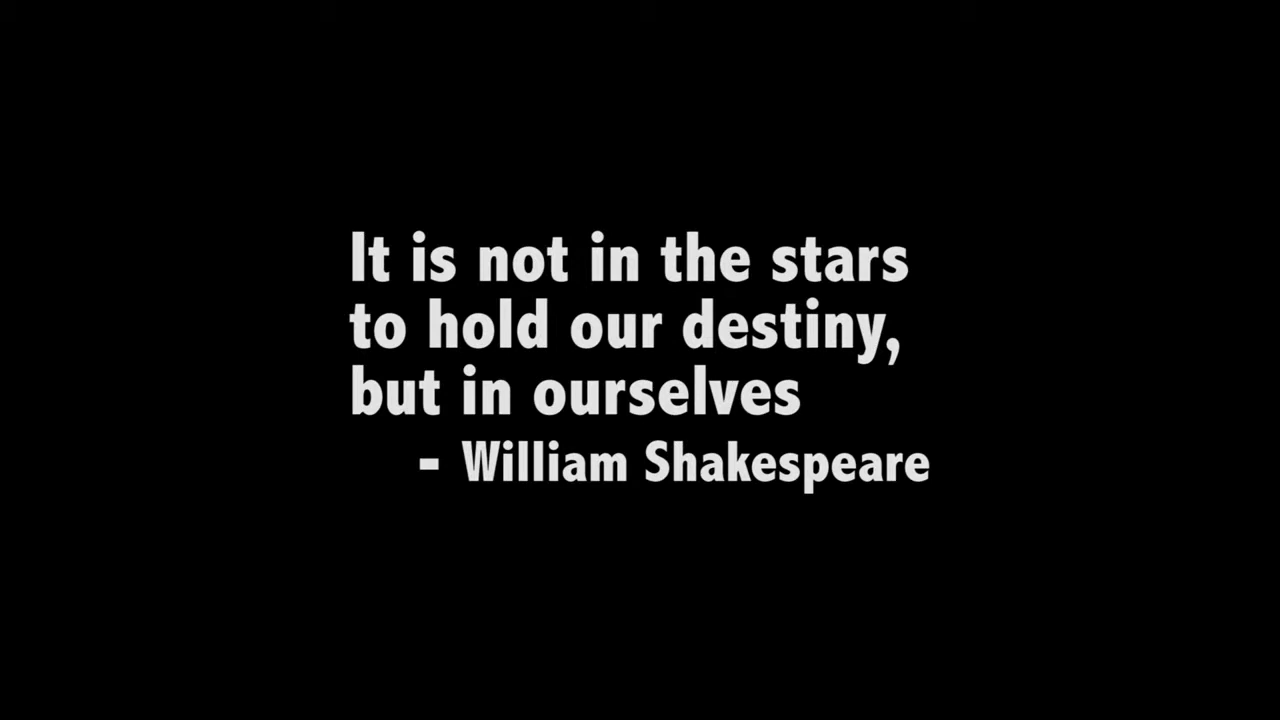 It is not in the stars
to hold our destiny,
but in ourselves
- William Shakespeare